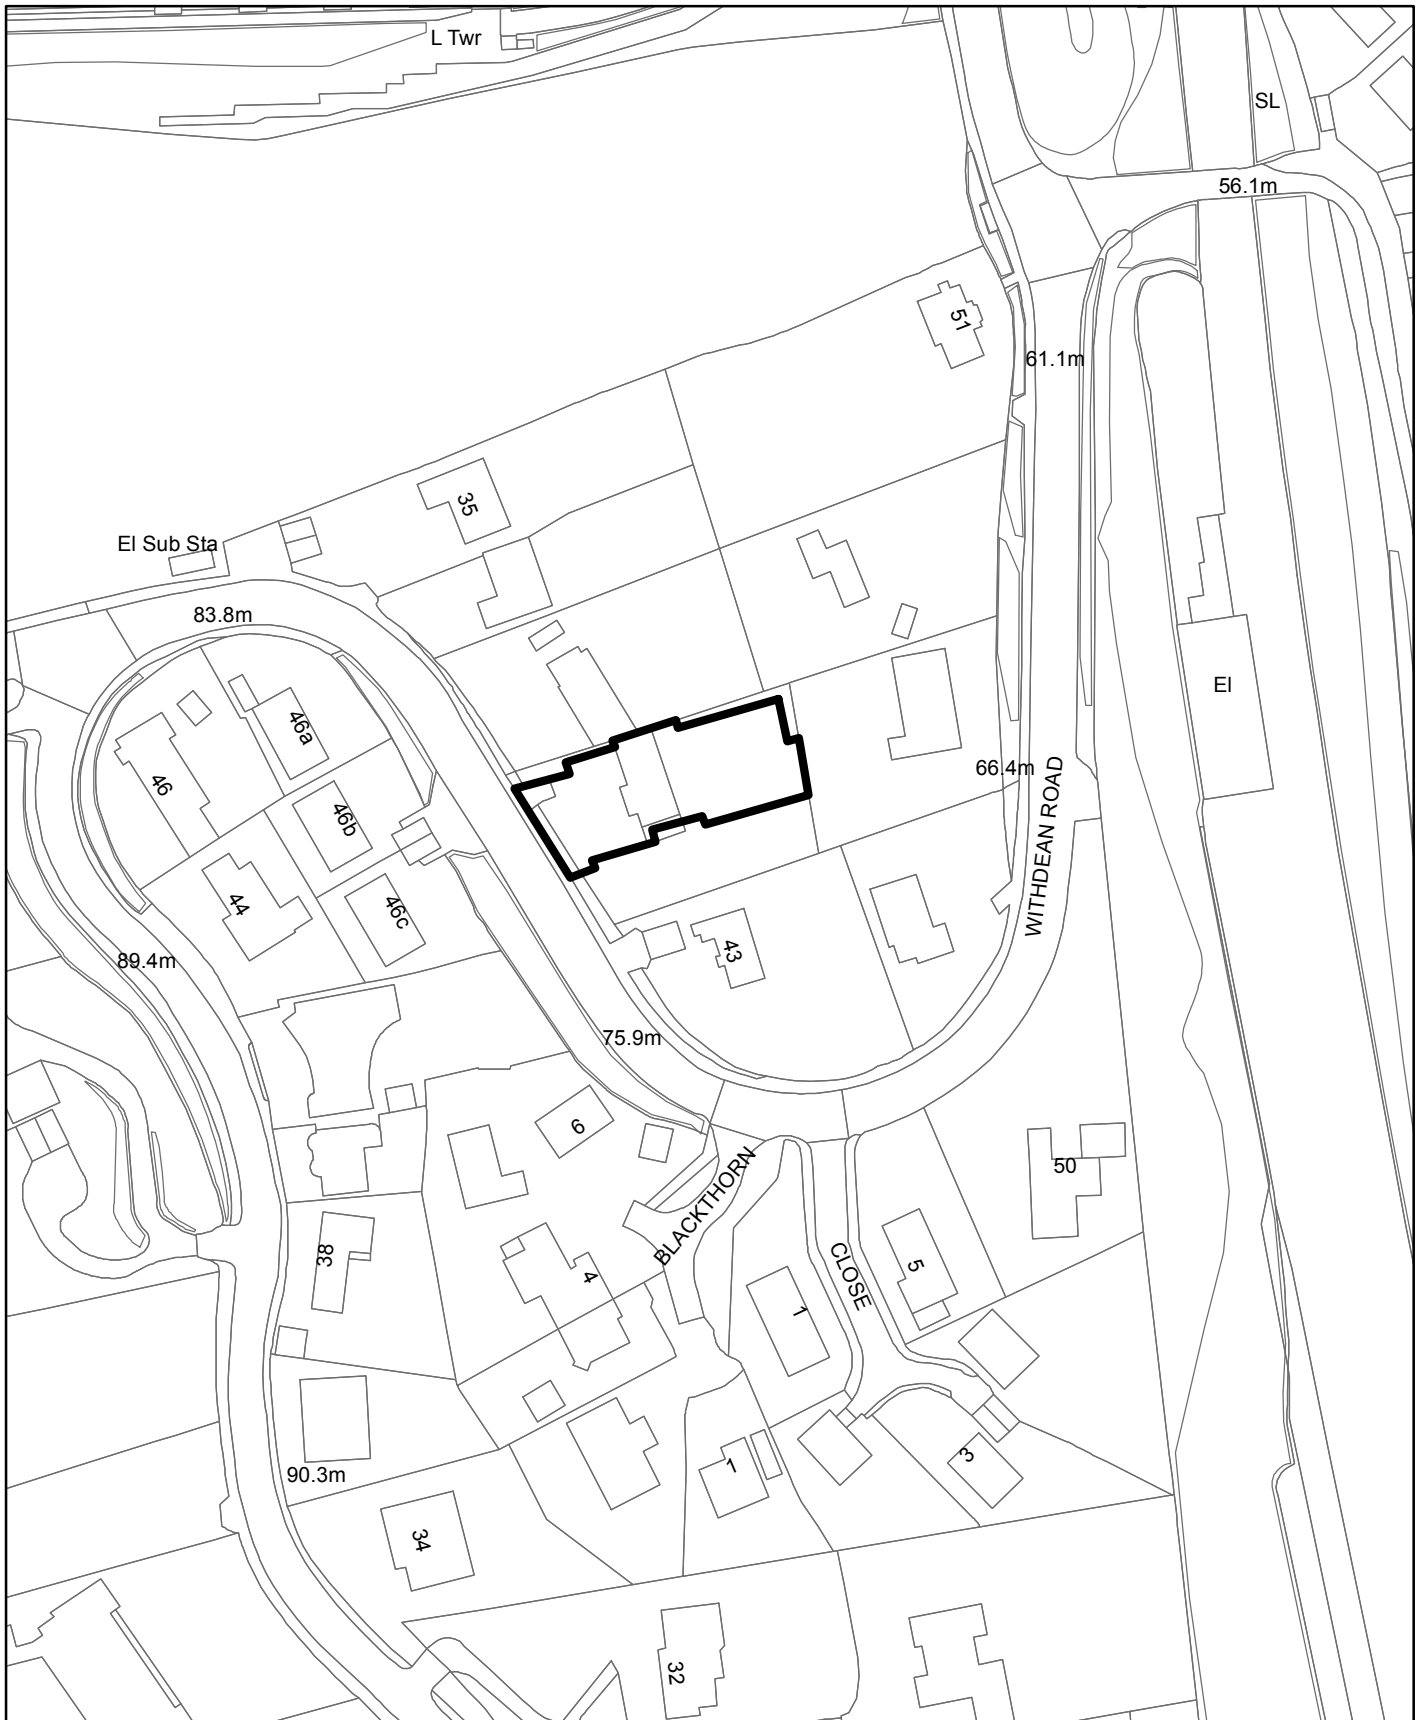 L Twr
SL
56.1m
51
61.1m
35
El Sub Sta
83.8m
El
46a
46
46b
66.4m
WITHDEAN ROAD
44
46c
43
89.4m
75.9m
6
50
BLACKTHORN
CLOSE
38
5
4
1
1
3
90.3m
34
32